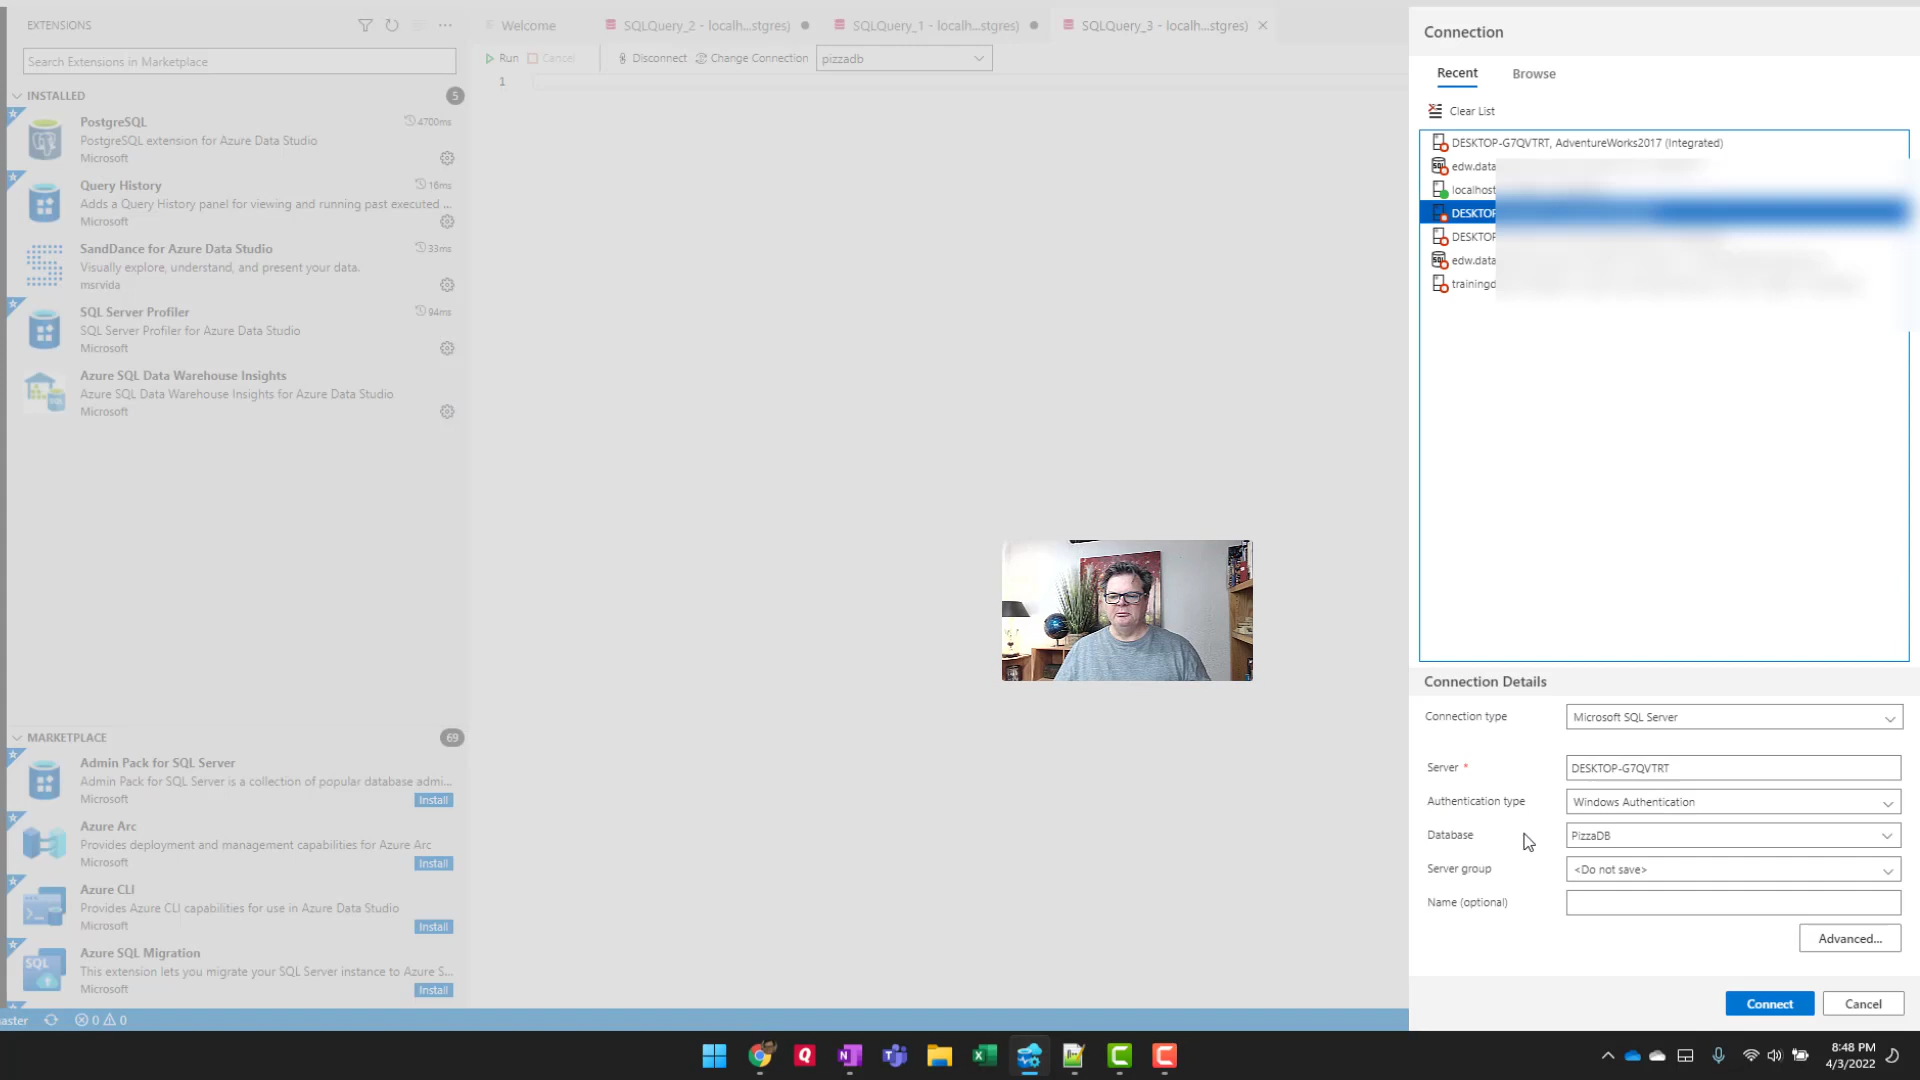 EXTENSIONS
Search Extensions in Marketplace
INSTALLED
5
PostgreSQL
4700ms
PostgreSQL extension for Azure Data Studio
Microsoft
Query History
16ms
Adds a Query History panel for viewing and running past executed ...
Microsoft
SandDance for Azure Data Studio
33ms
Visually explore, understand, and present your data.
msrvida
SQL Server Profiler
94ms
SQL Server Profiler for Azure Data Studio
Microsoft
Azure SQL Data Warehouse Insights
Azure SQL Data Warehouse Insights for Azure Data Studio
Microsoft
MARKETPLACE
69
Admin Pack for SQL Server
Admin Pack for SQL Server is a collection of popular database admi...
Microsoft
Install
Azure Arc
Provides deployment and management capabilities for Azure Arc
Microsoft
Install
Azure CLI
Provides Azure CLI capabilities for use in Azure Data Studio
Microsoft
Install
Azure SQL Migration
This extension lets you migrate your SQL Server instance to Azure S...
Microsoft
Install
aster
0
0
Welcome
SQLQuery_2 - localh...stgres)
SQLQuery_1 - localh...stgres)
SQLQuery_3 - localh...stgres)
Run
Cancel
Disconnect
Change Connection
pizzadb
1
Connection
Recent
Browse
Clear List
DESKTOP-G7QVTRT, AdventureWorks2017 (Integrated)
edw.data
localhost
DESKTOP
DESKTOP
edw.data
trainingd
Connection Details
Connection type
Microsoft SQL Server
Server *
DESKTOP-G7QVTRT
Authentication type
Windows Authentication
Database
PizzaDB
Server group
<Do not save>
Name (optional)
Advanced...
Connect
Cancel
8:48 PM
4/3/2022